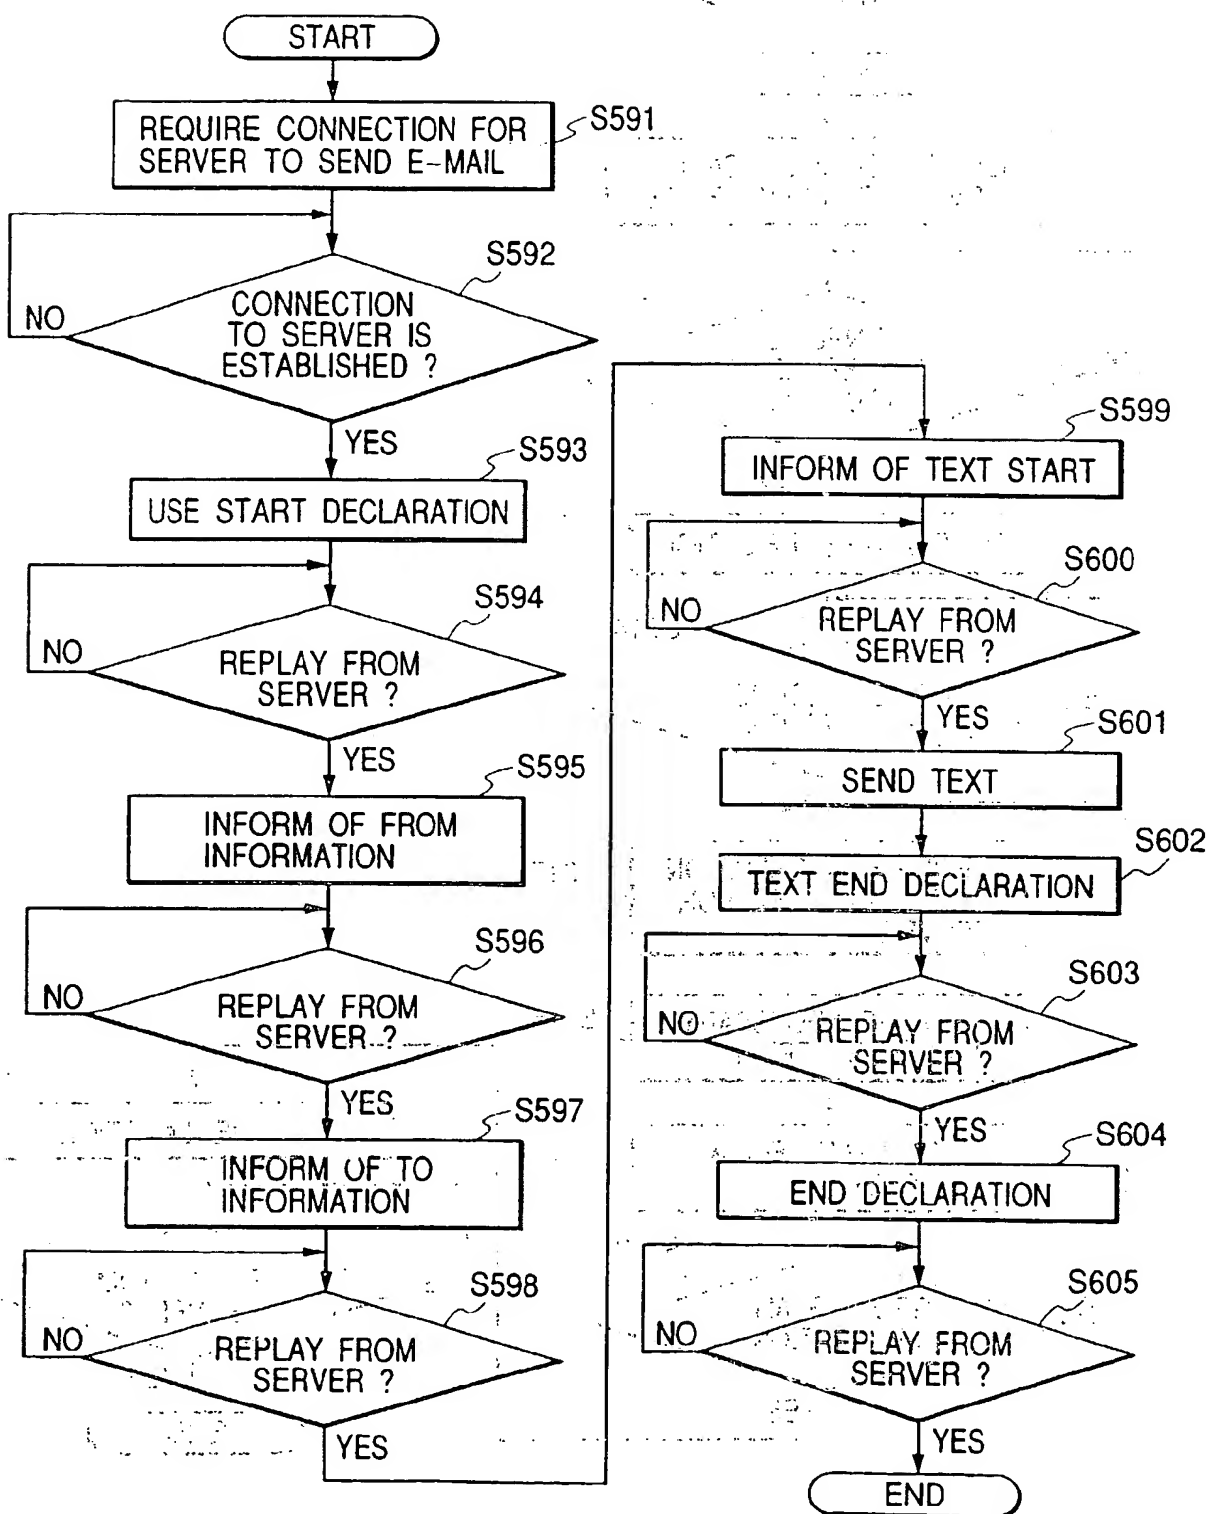 START
REQUIRE CONNECTION FOR
SERVER TO SEND E-MAIL
S591
S592
CONNECTION
TO SERVER IS
ESTABLISHED ?
NO
YES
S593
USE START DECLARATION
S594
REPLAY FROM
SERVER ?
NO
YES
S595
INFORM OF FROM
INFORMATION
S596
REPLAY FROM
SERVER ?
NO
YES
S597
INFORM OF TO
INFORMATION
S598
REPLAY FROM
SERVER ?
NO
YES
S599
INFORM OF TEXT START
S600
REPLAY FROM
SERVER ?
NO
YES
S601
SEND TEXT
S602
TEXT END DECLARATION
S603
REPLAY FROM
SERVER ?
NO
YES
S604
END DECLARATION
S605
REPLAY FROM
SERVER ?
NO
YES
END